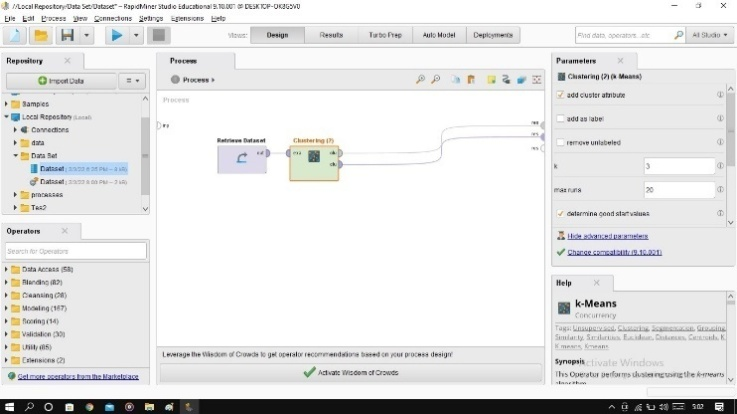 //Local Repository/Data Set/Dataset* – RapidMiner Studio Educational 9.10.001 @ DESKTOP-OK8G5V0
File Edit Process View Connections Settings Extensions Help
Views: Design Results Turbo Prep Auto Model Deployments
Find data, operators...etc
All Studio
Repository
Import Data
Samples
Local Repository (Local)
Connections
data
Data Set
Dataset
Dataset
processes
Tes2
Operators
Search for Operators
Data Access (58)
Blending (82)
Cleansing (28)
Modeling (167)
Scoring (14)
Validation (30)
Utility (85)
Extensions (2)
Get more operators from the Marketplace
Process
Process
Process
inp
Retrieve Dataset
out
Clustering (2)
exa
clu
clu
res
res
res
Leverage the Wisdom of Crowds to get operator recommendations based on your process design!
Activate Wisdom of Crowds
Parameters
Clustering (2) (k-Means)
add cluster attribute
add as label
remove unlabeled
k 3
max runs 20
determine good start values
Hide advanced parameters
Change compatibility (9.10.001)
Help
k-Means
Concurrency
Tags: Unsupervised, Clustering, Segmentation, Grouping,
Similarity, Similarities, Euclidean, Distances, Centroids, K
K means, Kmeans
Synopsis
Activate Windows
This Operator performs clustering using the k-means
algorithm
5:02